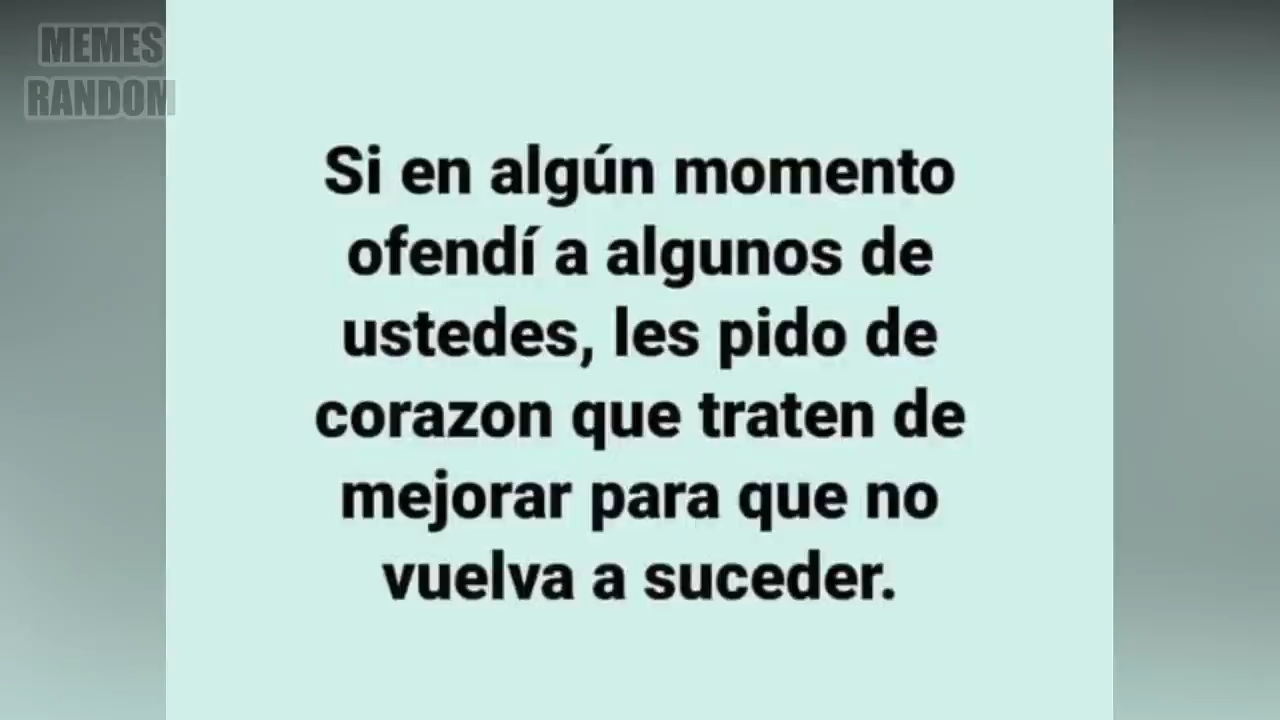 MEMES
RANDOM
Si en algún momento
ofendí a algunos de
ustedes, les pido de
corazon que traten de
mejorar para que no
vuelva a suceder.